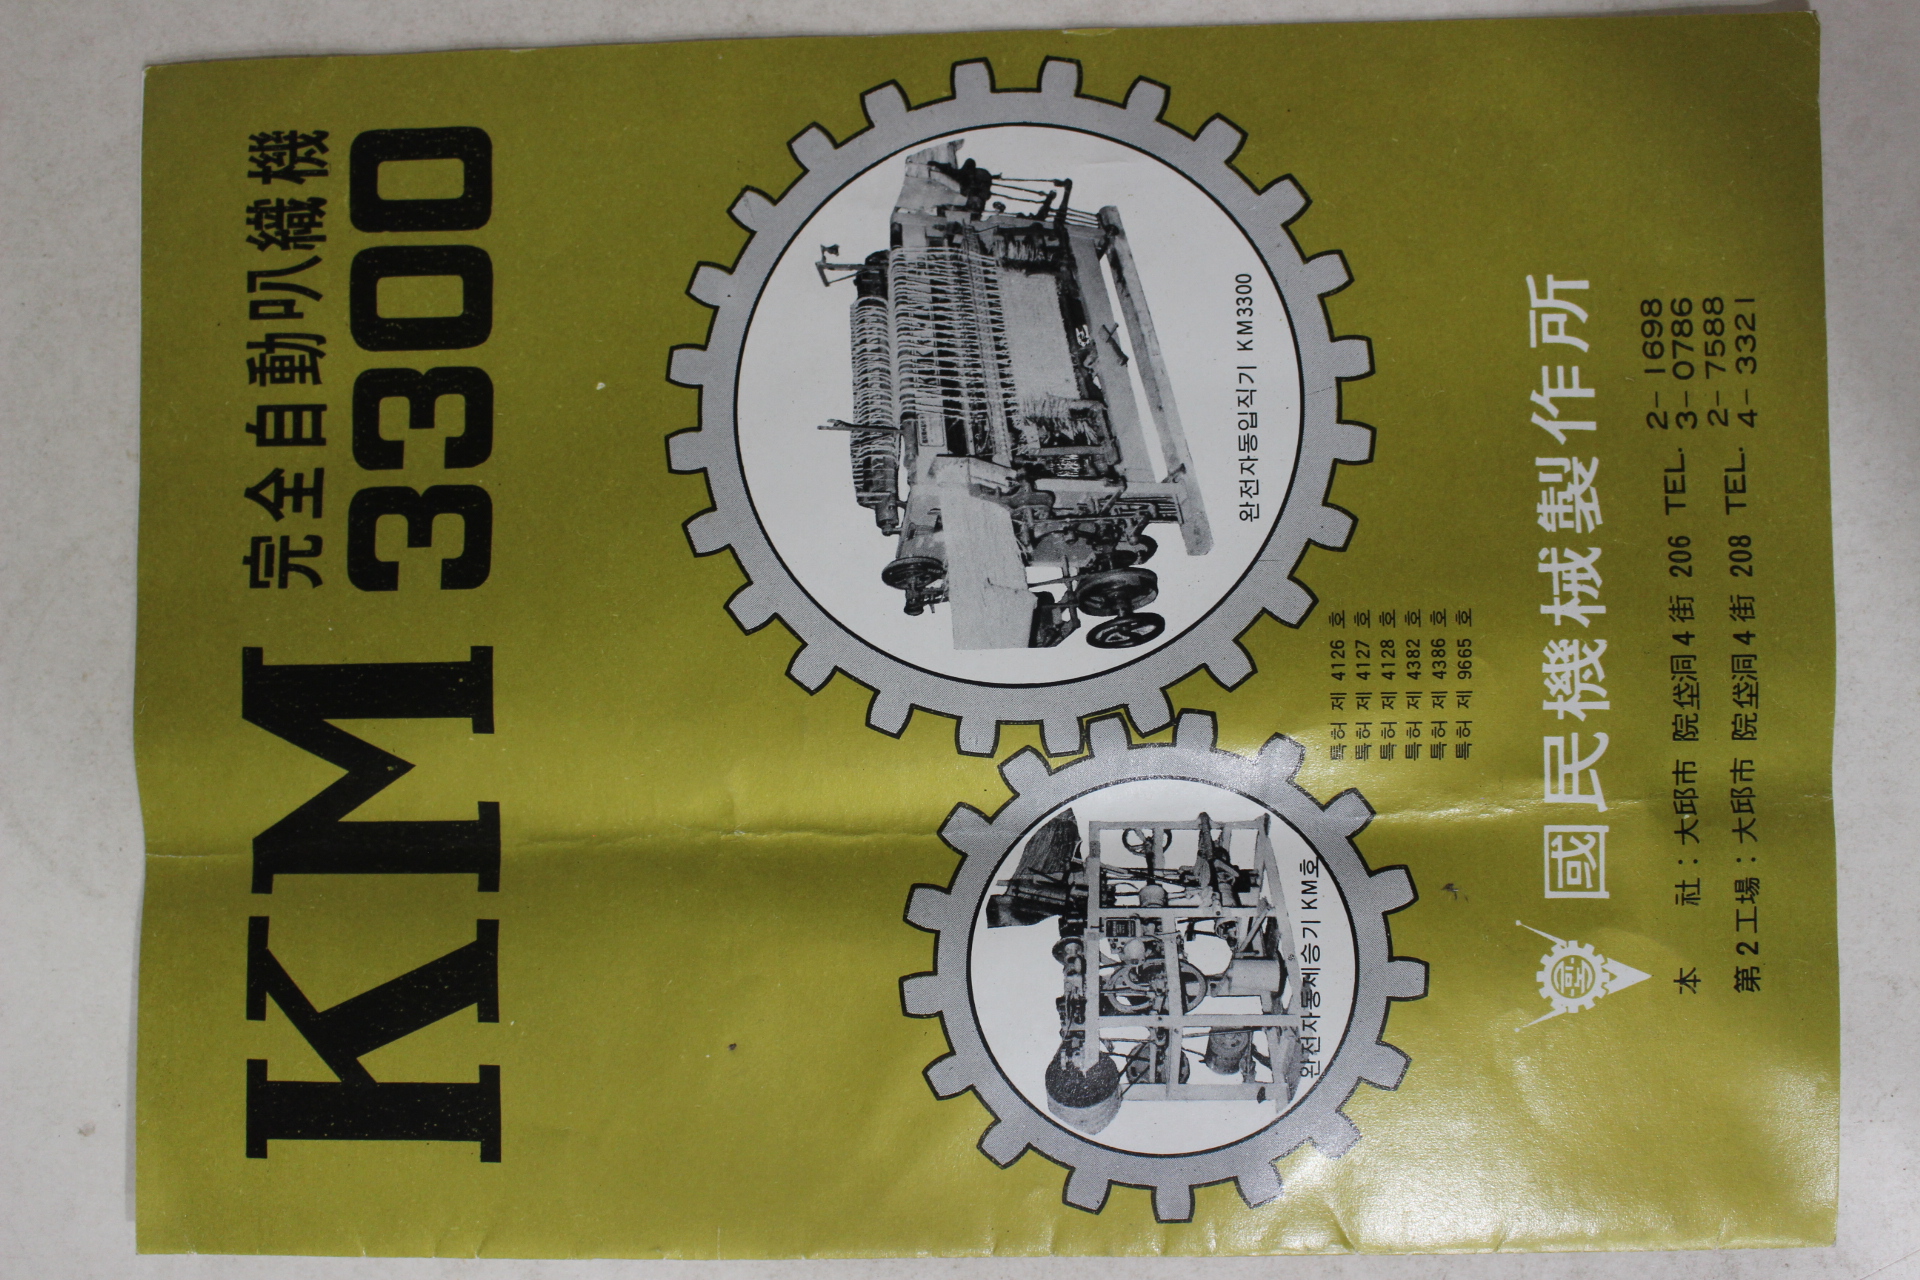 KM 完全自動叺織機
3300
완전자동입직기 KM3300
완전자동제승기 KM호
특허 제 4126 호
특허 제 4127 호
특허 제 4128 호
특허 제 4382 호
특허 제 4386 호
특허 제 9665 호
國民機械製作所
本 社 : 大邱市 院垈洞 4 街 206 TEL. 2-1698
3-0786
2-7588
第 2 工場 : 大邱市 院垈洞 4 街 208 TEL. 4-3321